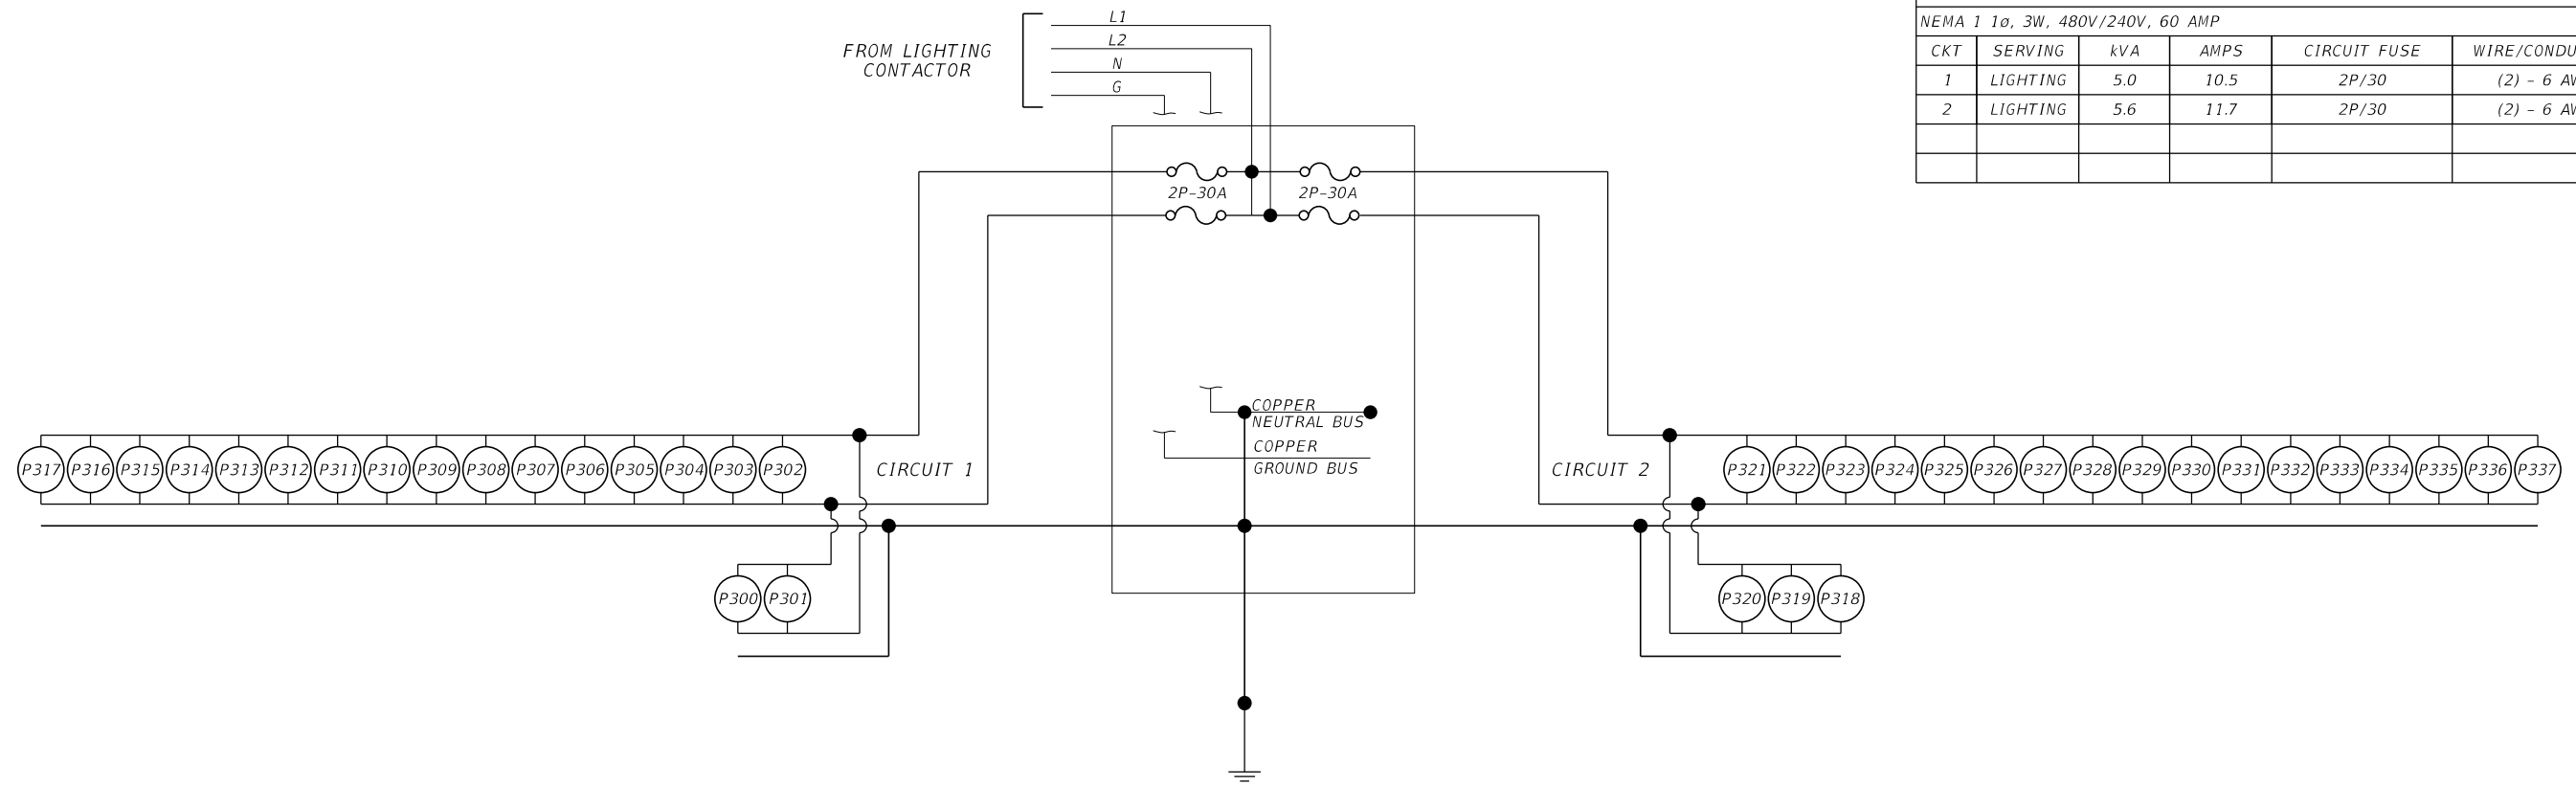 L1
L2
N
G
FROM LIGHTING
CONTACTOR
NEMA 1 1ø, 3W, 480V/240V, 60 AMP
CKT SERVING kVA AMPS CIRCUIT FUSE
1 LIGHTING 5.0 10.5 2P/30 (2) - 6
2 LIGHTING 5.6 11.7 2P/30 (2) - 6
2P-30A 2P-30A
COPPER
NEUTRAL BUS
COPPER
GROUND BUS
P317 P316 P315 P314 P313 P312 P311 P310 P309 P308 P307 P306 P305 P304 P303 P302 CIRCUIT 1
CIRCUIT 2 P321 P322 P323 P324 P325 P326 P327 P328 P329 P330 P331 P332 P333 P334 P335 P336 P337
P300 P301
P320 P319 P318